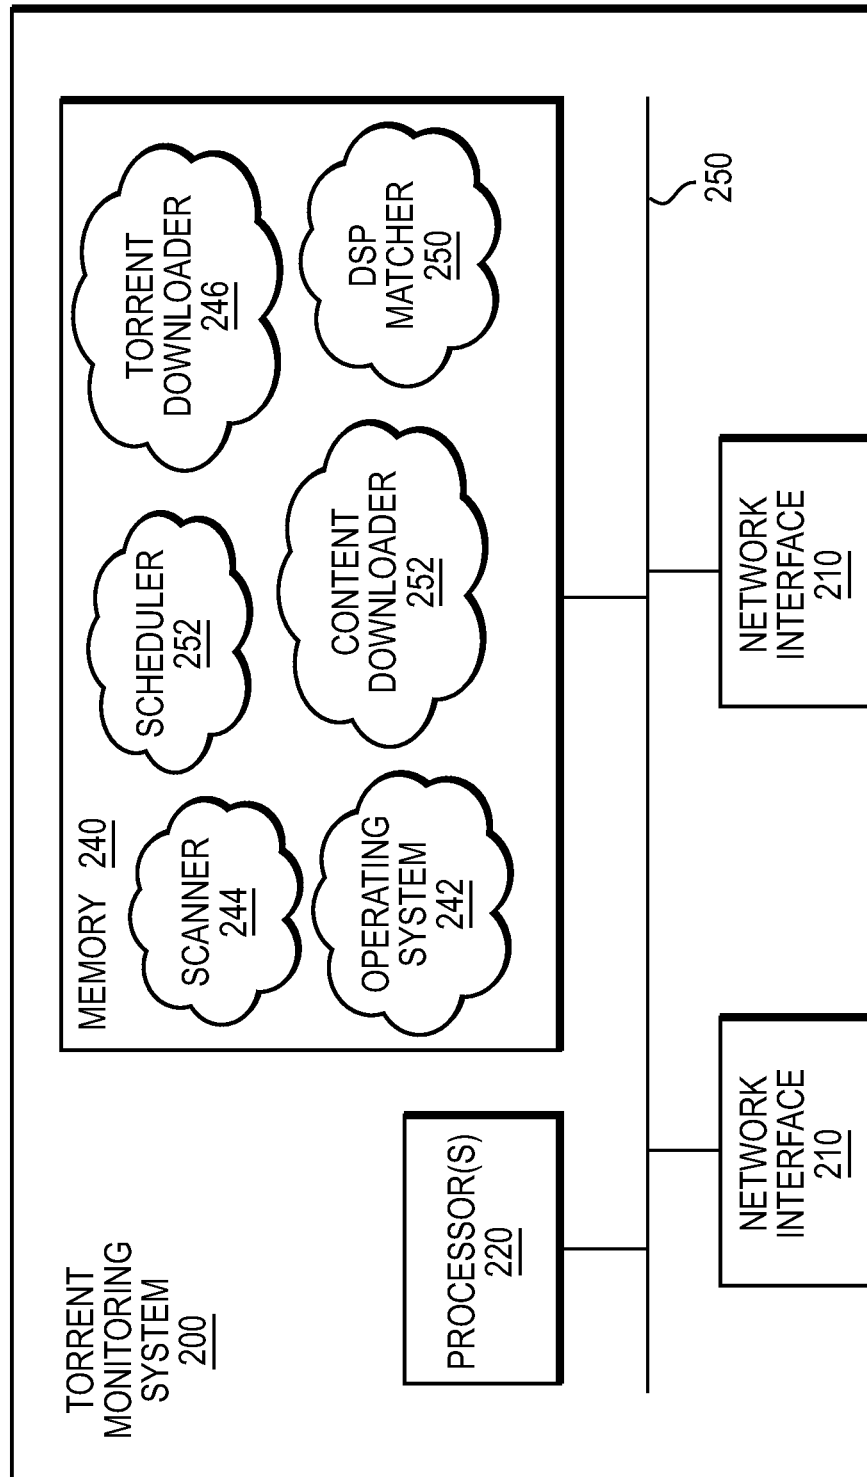 TORRENT
MONITORING
SYSTEM
200
MEMORY 240
SCANNER
244
SCHEDULER
252
TORRENT
DOWNLOADER
246
OPERATING
SYSTEM
242
CONTENT
DOWNLOADER
252
DSP
MATCHER
250
PROCESSOR(S)
220
250
NETWORK
INTERFACE
210
NETWORK
INTERFACE
210